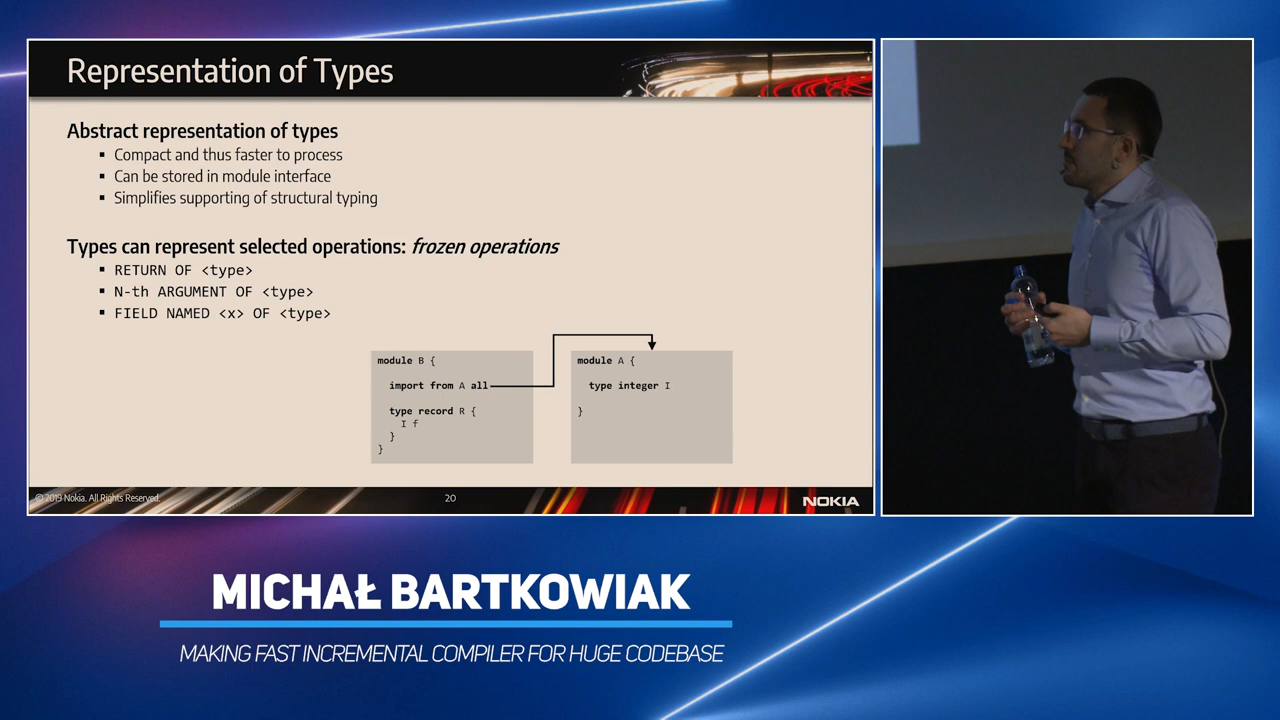 Representation of Types
Abstract representation of types
▪ Compact and thus faster to process
▪ Can be stored in module interface
▪ Simplifies supporting of structural typing
Types can represent selected operations: frozen operations
▪ RETURN OF <type>
▪ N-th ARGUMENT OF <type>
▪ FIELD NAMED <x> OF <type>
module B {
import from A all
type record R {
I f
}
}
module A {
type integer I
}
© 2019 Nokia. All Rights Reserved.
20
NOKIA
MICHAŁ BARTKOWIAK
MAKING FAST INCREMENTAL COMPILER FOR HUGE CODEBASE